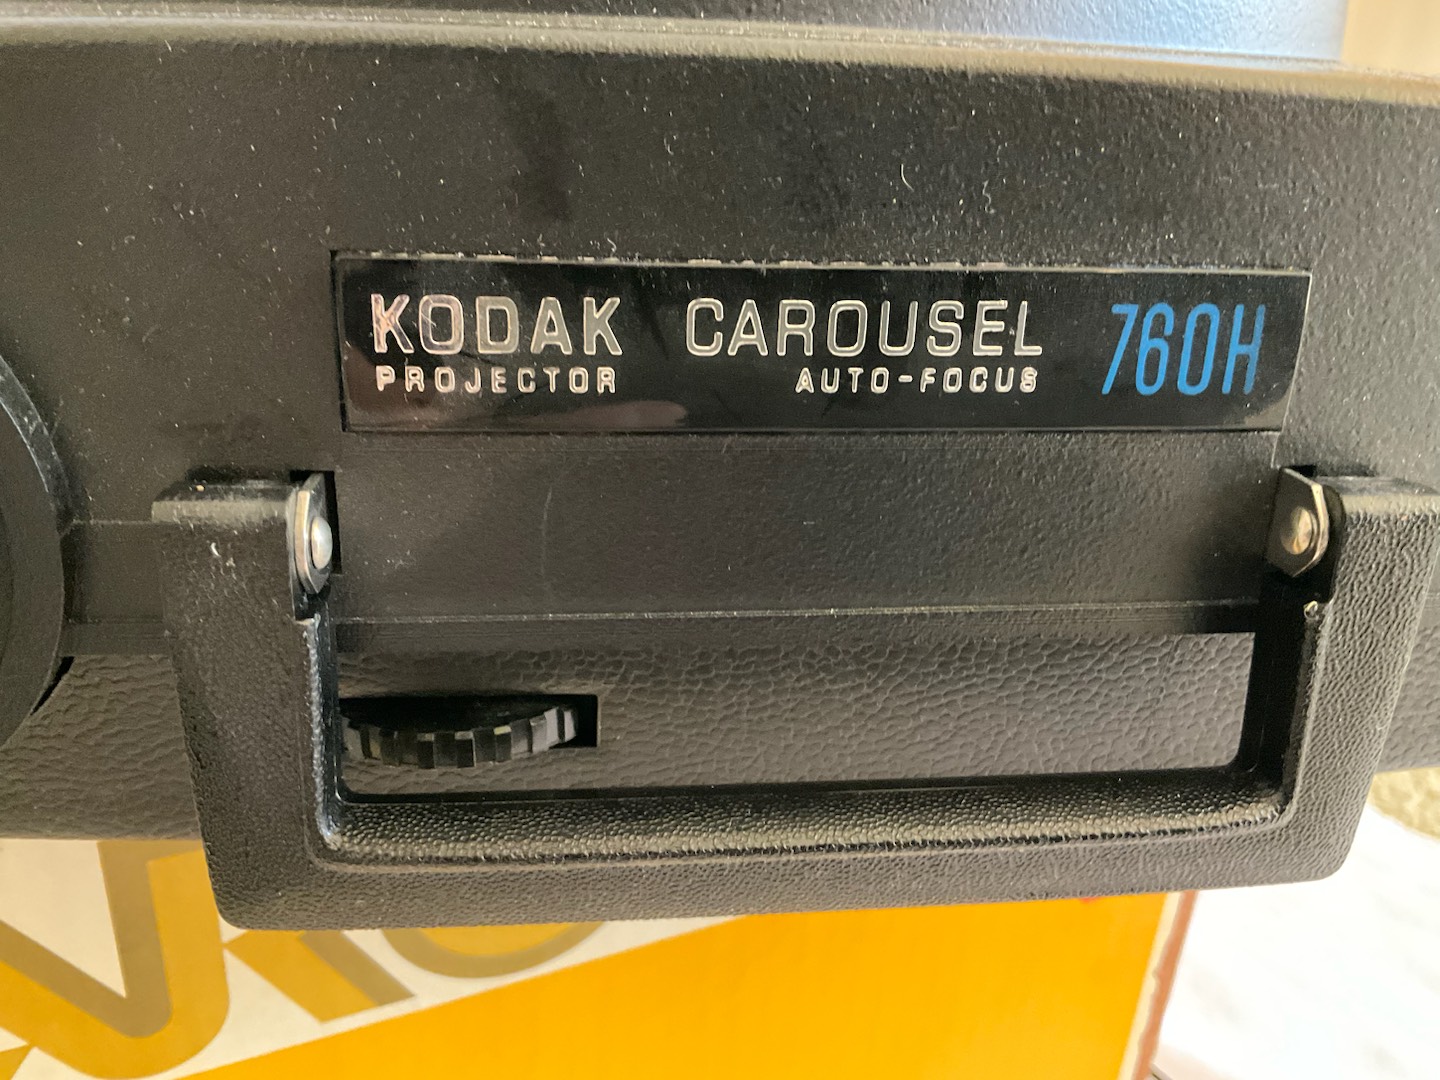 KODAK CAROUSEL 760H
PROJECTOR AUTO-FOCUS